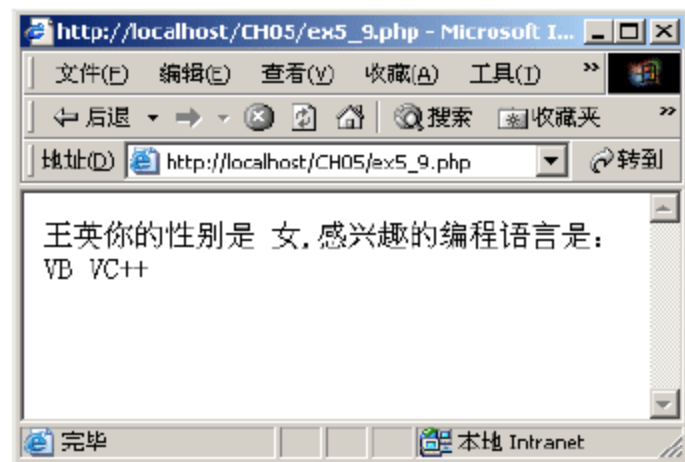 http://localhost/CH05/ex5_9.php - Microsoft I...
文件(F) 编辑(E) 查看(V) 收藏(A) 工具(T) »
后退 搜索 收藏夹 »
地址(D) http://localhost/CH05/ex5_9.php 转到
王英你的性别是 女,感兴趣的编程语言是:
VB VC++
完毕 本地 Intranet